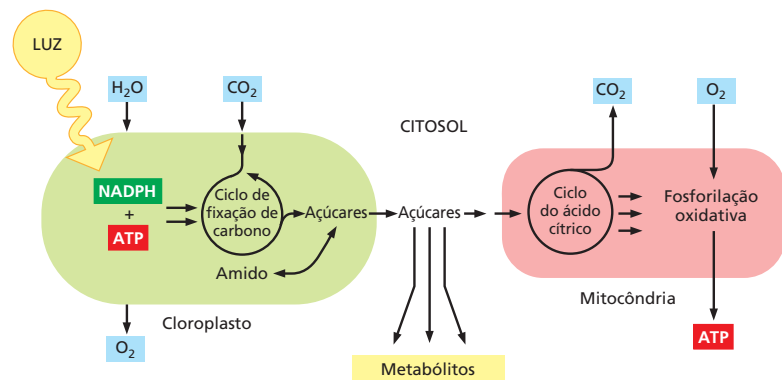 LUZ
H₂O
CO₂
NADPH
+
ATP
Ciclo de
fixação de
carbono
Açúcares
Amido
Cloroplasto
O₂
CITOSOL
Açúcares
Metabólitos
CO₂
O₂
Ciclo
do ácido
cítrico
Fosforilação
oxidativa
Mitocôndria
ATP